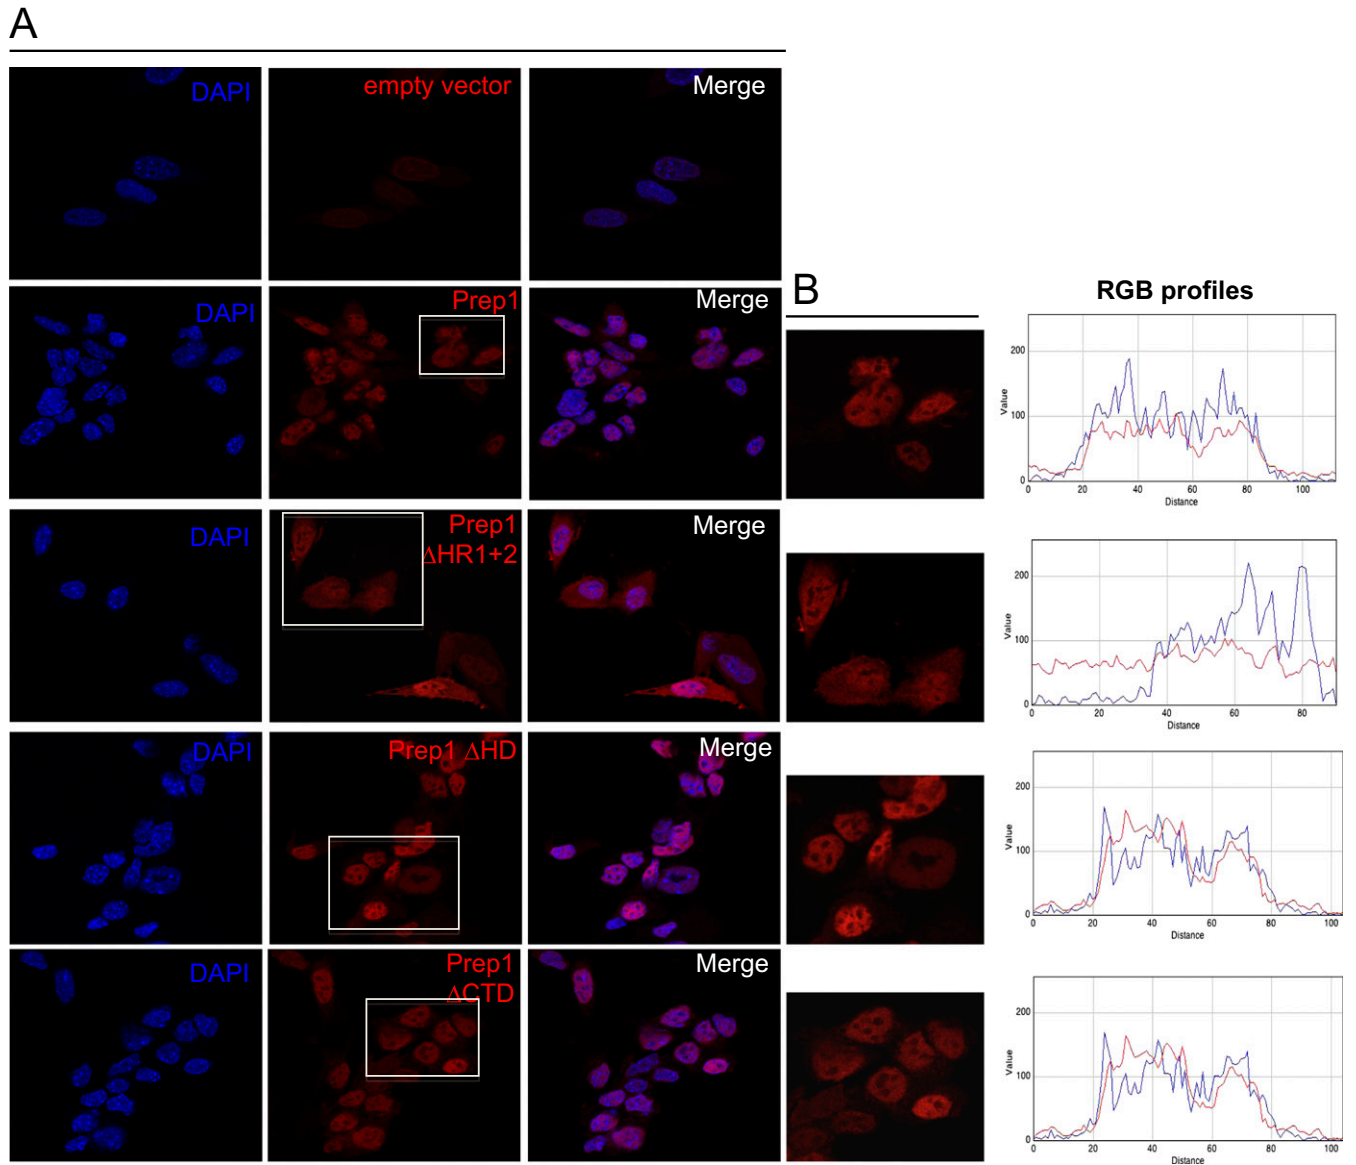 A
DAPI
empty vector
Merge
DAPI
Prep1
Merge
B
RGB profiles
200
100
0
Value
0 20 40 60 80 100
Distance
DAPI
Prep1
ΔHR1+2
Merge
200
100
0
Value
0 20 40 60 80
Distance
DAPI
Prep1 ΔHD
Merge
200
100
0
Value
0 20 40 60 80 100
Distance
DAPI
Prep1
ΔCTD
Merge
200
100
0
Value
0 20 40 60 80 100
Distance